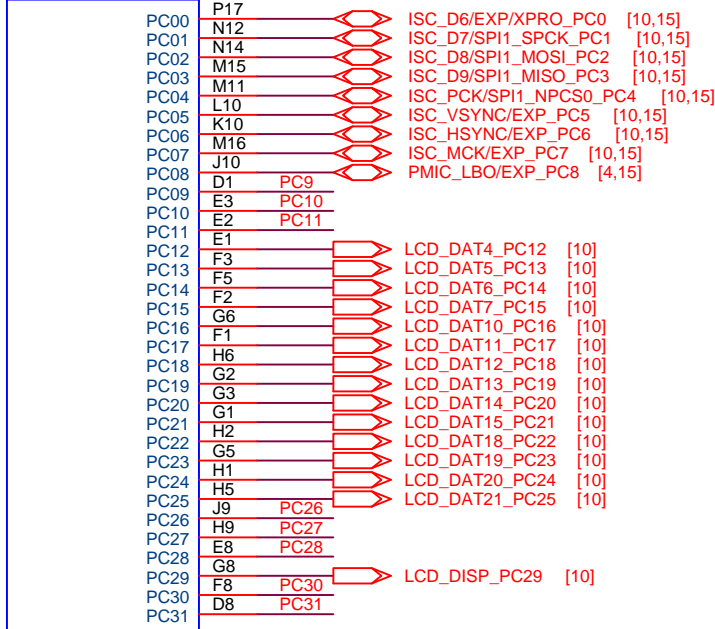 PC00 P17 ISC_D6/EXP/XPRO_PC0 [10,15]
PC01 N12 ISC_D7/SPI1_SPCK_PC1 [10,15]
PC02 N14 ISC_D8/SPI1_MOSI_PC2 [10,15]
PC03 M15 ISC_D9/SPI1_MISO_PC3 [10,15]
PC04 M11 ISC_PCK/SPI1_NPCS0_PC4 [10,15]
PC05 L10 ISC_VSYNC/EXP_PC5 [10,15]
PC06 K10 ISC_HSYNC/EXP_PC6 [10,15]
PC07 M16 ISC_MCK/EXP_PC7 [10,15]
PC08 J10 PMIC_LBO/EXP_PC8 [4,15]
PC09 D1 PC9
PC10 E3 PC10
PC11 E2 PC11
PC12 E1 LCD_DAT4_PC12 [10]
PC13 F3 LCD_DAT5_PC13 [10]
PC14 F5 LCD_DAT6_PC14 [10]
PC15 F2 LCD_DAT7_PC15 [10]
PC16 G6 LCD_DAT10_PC16 [10]
PC17 F1 LCD_DAT11_PC17 [10]
PC18 H6 LCD_DAT12_PC18 [10]
PC19 G2 LCD_DAT13_PC19 [10]
PC20 G3 LCD_DAT14_PC20 [10]
PC21 G1 LCD_DAT15_PC21 [10]
PC22 H2 LCD_DAT18_PC22 [10]
PC23 G5 LCD_DAT19_PC23 [10]
PC24 H1 LCD_DAT20_PC24 [10]
PC25 H5 LCD_DAT21_PC25 [10]
PC26 J9 PC26
PC27 H9 PC27
PC28 E8 PC28
PC29 G8 LCD_DISP_PC29 [10]
PC30 F8 PC30
PC31 D8 PC31